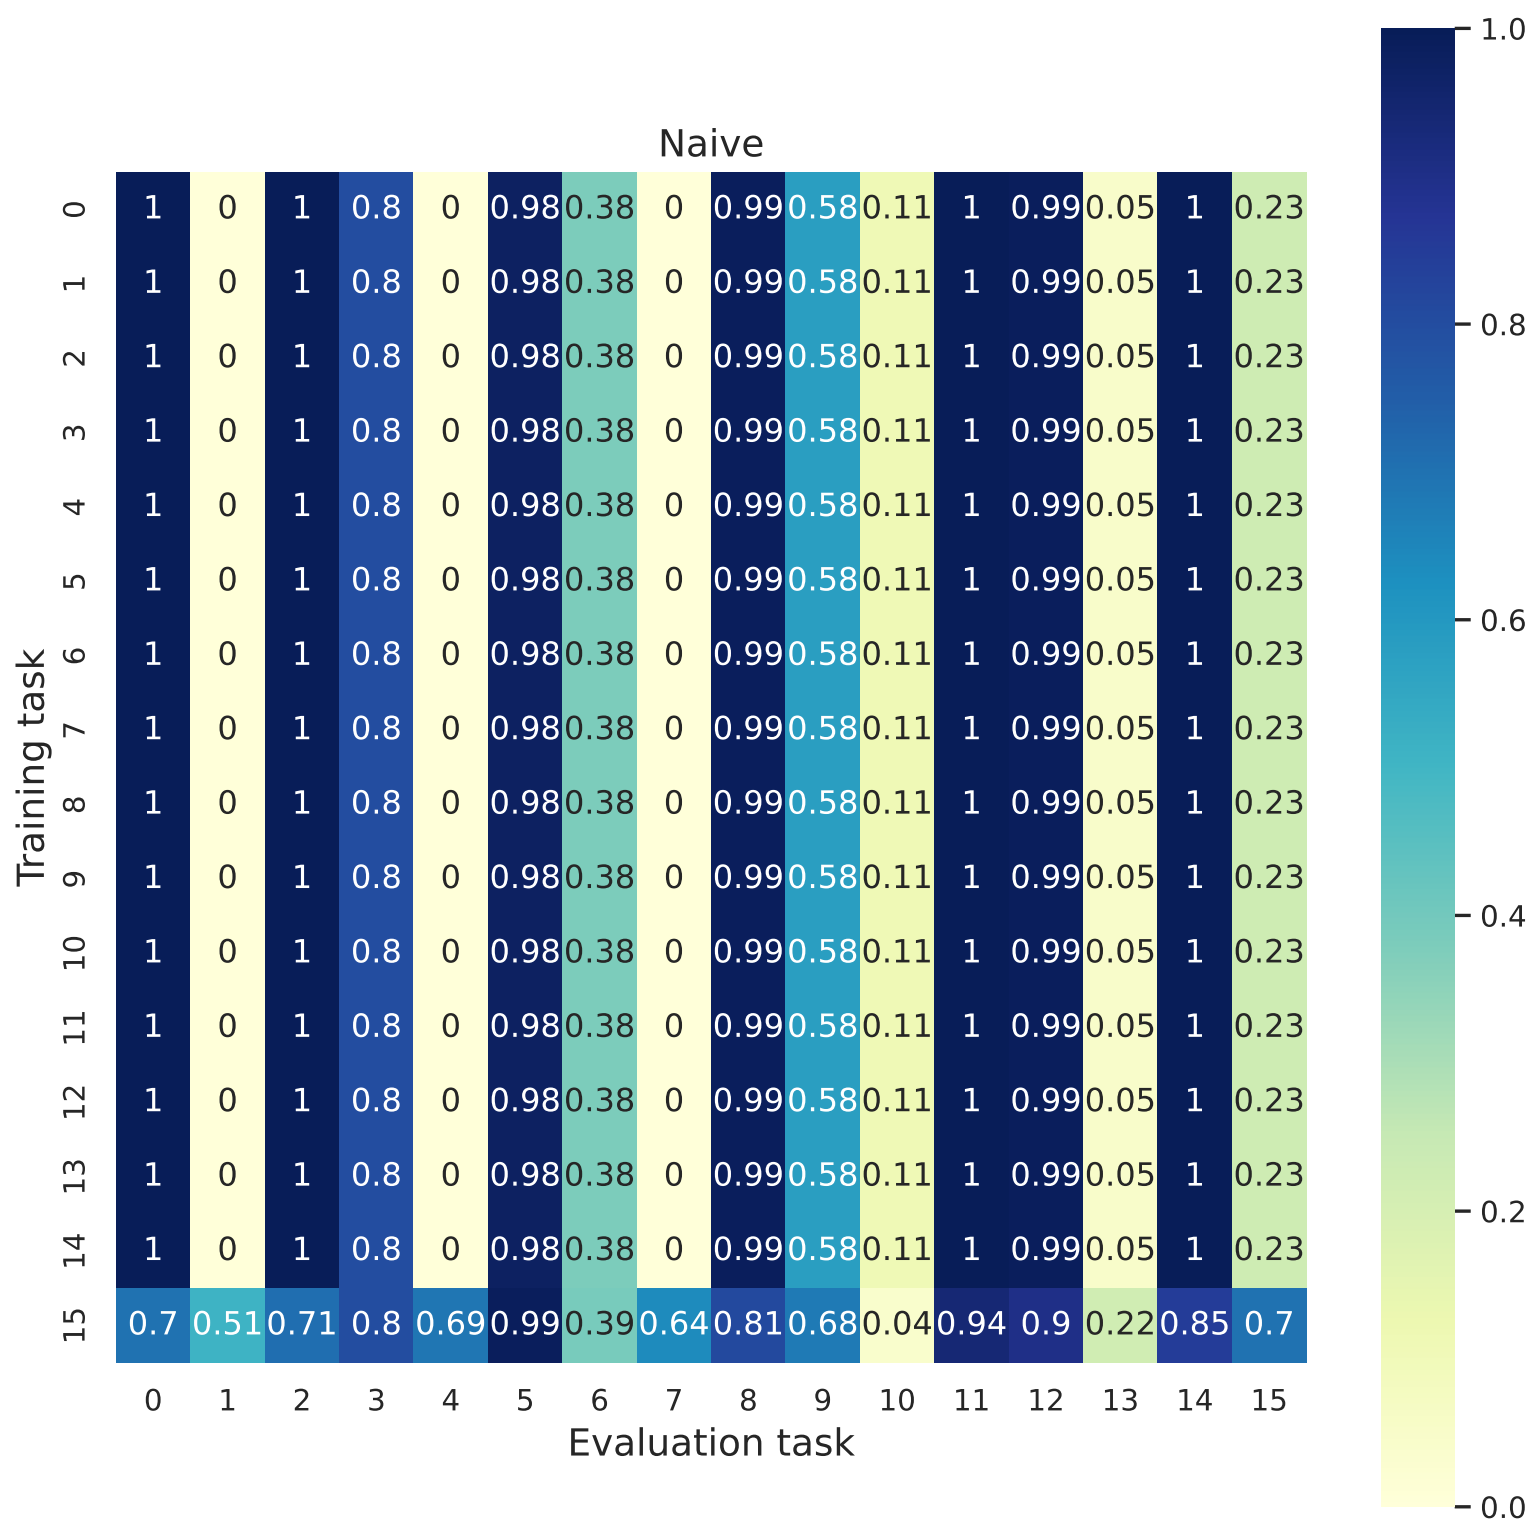 Naive
0 1 0 1 0.8 0 0.98 0.38 0 0.99 0.58 0.11 1 0.99 0.05 1 0.23
1 1 0 1 0.8 0 0.98 0.38 0 0.99 0.58 0.11 1 0.99 0.05 1 0.23
2 1 0 1 0.8 0 0.98 0.38 0 0.99 0.58 0.11 1 0.99 0.05 1 0.23
3 1 0 1 0.8 0 0.98 0.38 0 0.99 0.58 0.11 1 0.99 0.05 1 0.23
4 1 0 1 0.8 0 0.98 0.38 0 0.99 0.58 0.11 1 0.99 0.05 1 0.23
5 1 0 1 0.8 0 0.98 0.38 0 0.99 0.58 0.11 1 0.99 0.05 1 0.23
6 1 0 1 0.8 0 0.98 0.38 0 0.99 0.58 0.11 1 0.99 0.05 1 0.23
7 1 0 1 0.8 0 0.98 0.38 0 0.99 0.58 0.11 1 0.99 0.05 1 0.23
8 1 0 1 0.8 0 0.98 0.38 0 0.99 0.58 0.11 1 0.99 0.05 1 0.23
9 1 0 1 0.8 0 0.98 0.38 0 0.99 0.58 0.11 1 0.99 0.05 1 0.23
10 1 0 1 0.8 0 0.98 0.38 0 0.99 0.58 0.11 1 0.99 0.05 1 0.23
11 1 0 1 0.8 0 0.98 0.38 0 0.99 0.58 0.11 1 0.99 0.05 1 0.23
12 1 0 1 0.8 0 0.98 0.38 0 0.99 0.58 0.11 1 0.99 0.05 1 0.23
13 1 0 1 0.8 0 0.98 0.38 0 0.99 0.58 0.11 1 0.99 0.05 1 0.23
14 1 0 1 0.8 0 0.98 0.38 0 0.99 0.58 0.11 1 0.99 0.05 1 0.23
15 0.7 0.51 0.71 0.8 0.69 0.99 0.39 0.64 0.81 0.68 0.04 0.94 0.9 0.22 0.85 0.7
0 1 2 3 4 5 6 7 8 9 10 11 12 13 14 15
Evaluation task
Training task
1.0
0.8
0.6
0.4
0.2
0.0